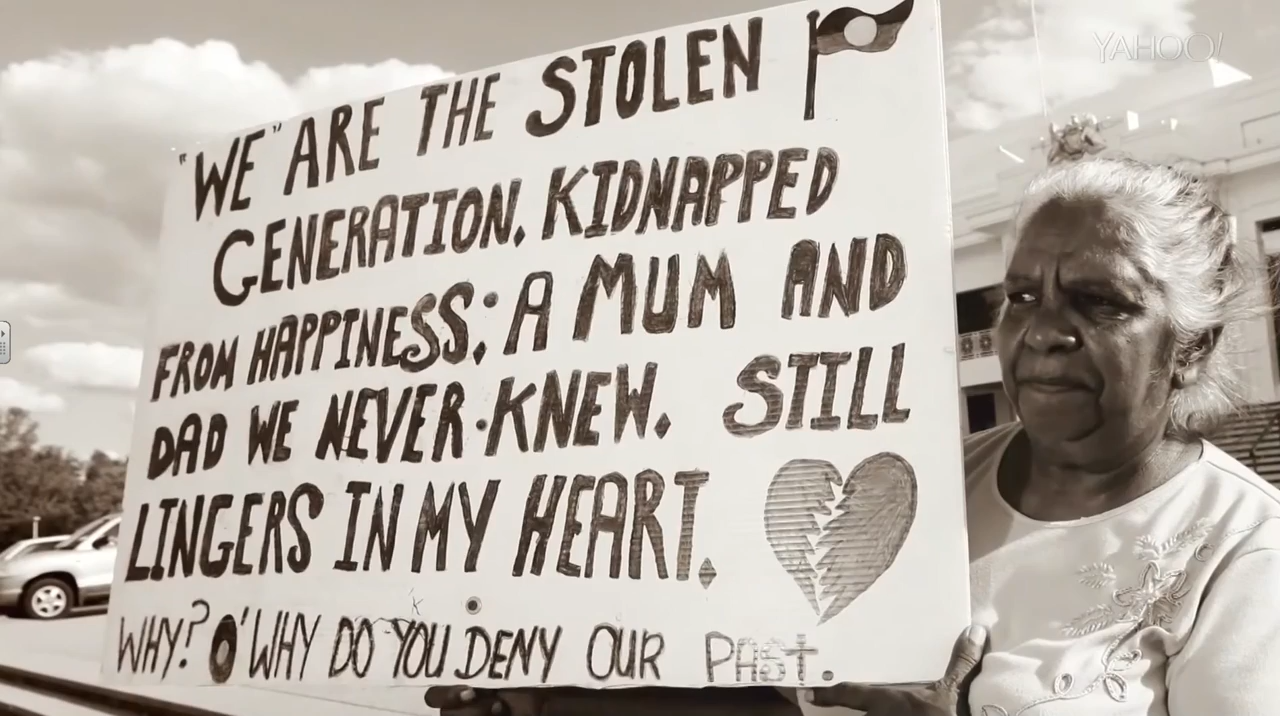 "WE" ARE THE STOLEN
GENERATION, KIDNAPPED
FROM HAPPINESS; A MUM AND
DAD WE NEVER KNEW. STILL
LINGERS IN MY HEART.
WHY? O' WHY DO YOU DENY OUR PAST.
YAHOO!